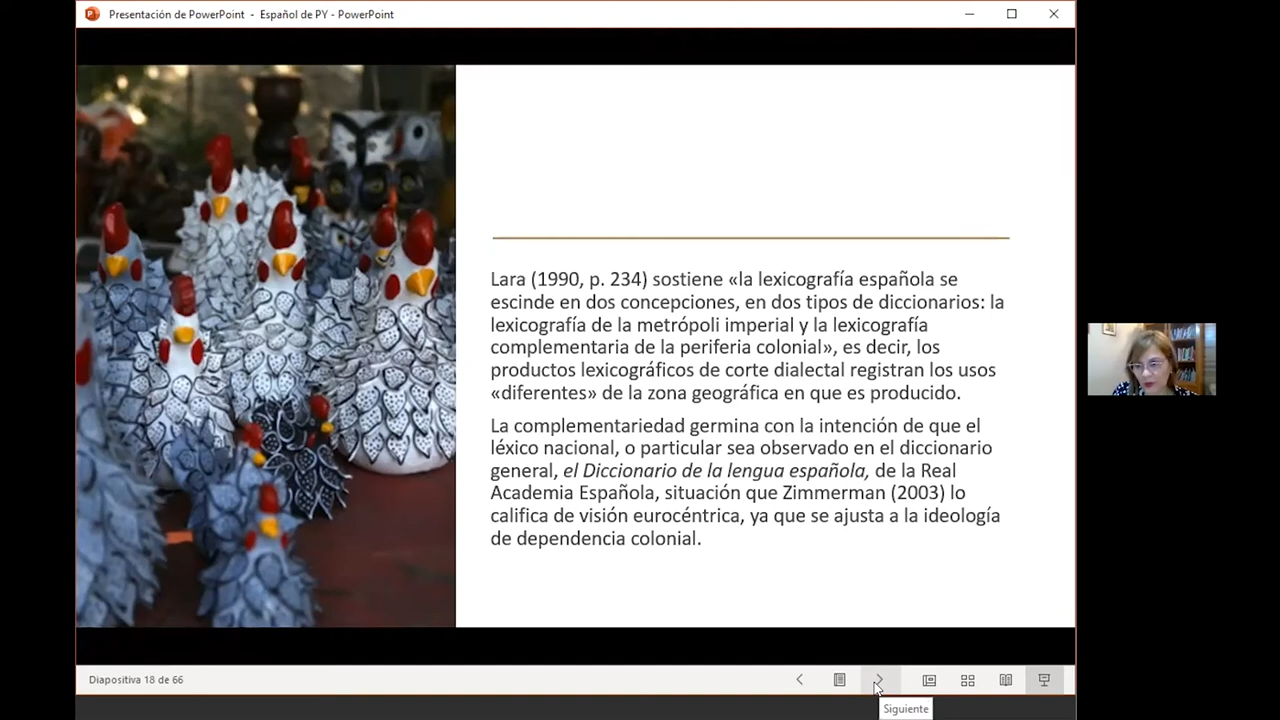 Presentación de PowerPoint - Español de PY - PowerPoint
Lara (1990, p. 234) sostiene «la lexicografía española se
escinde en dos concepciones, en dos tipos de diccionarios: la
lexicografía de la metrópoli imperial y la lexicografía
complementaria de la periferia colonial», es decir, los
productos lexicográficos de corte dialectal registran los usos
«diferentes» de la zona geográfica en que es producido.
La complementariedad germina con la intención de que el
léxico nacional, o particular sea observado en el diccionario
general, el Diccionario de la lengua española, de la Real
Academia Española, situación que Zimmerman (2003) lo
califica de visión eurocéntrica, ya que se ajusta a la ideología
de dependencia colonial.
Diapositiva 18 de 66
Siguiente